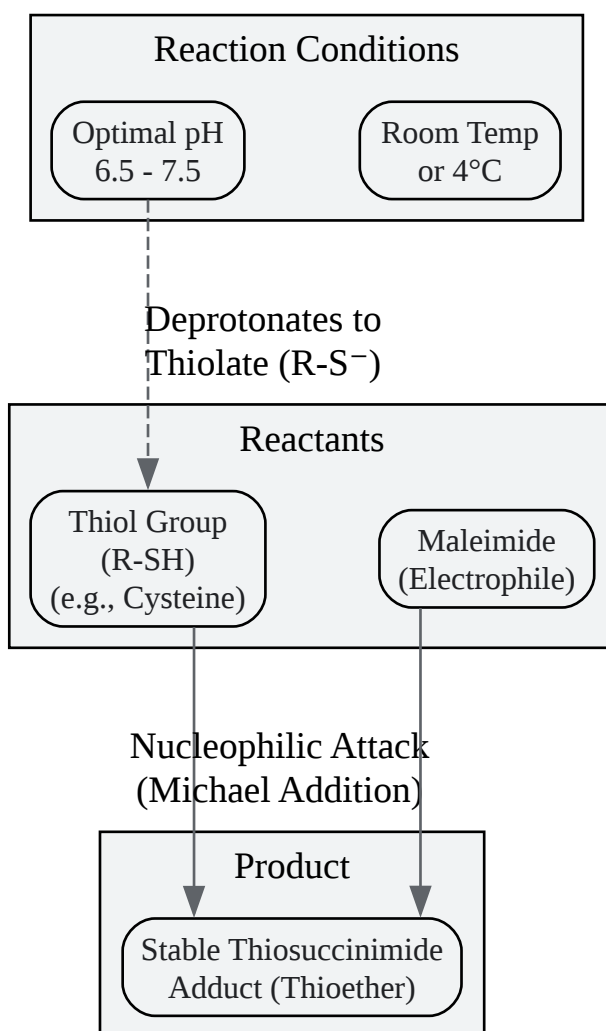 Reaction Conditions
Optimal pH
6.5 - 7.5
Room Temp
or 4°C
Deprotonates to
Thiolate (R-S⁻)
Reactants
Thiol Group
(R-SH)
(e.g., Cysteine)
Maleimide
(Electrophile)
Nucleophilic Attack
(Michael Addition)
Product
Stable Thiosuccinimide
Adduct (Thioether)